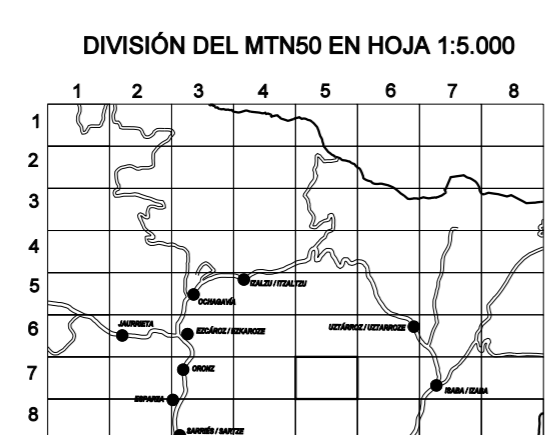 DIVISIÓN DEL MTN50 EN HOJA 1:5.000
1 2 3 4 5 6 7 8
1
2
3
4
5
IZALZU / ITZALTZU
OCHAGAVÍA
6
JAURRIETA
EZCÁROZ / EZKAROZE
UZTÁRROZ / UZTARROZE
7
ORONZ
ISABA / IZABA
ESPARZA
8
SARRIÉS / SARTZE